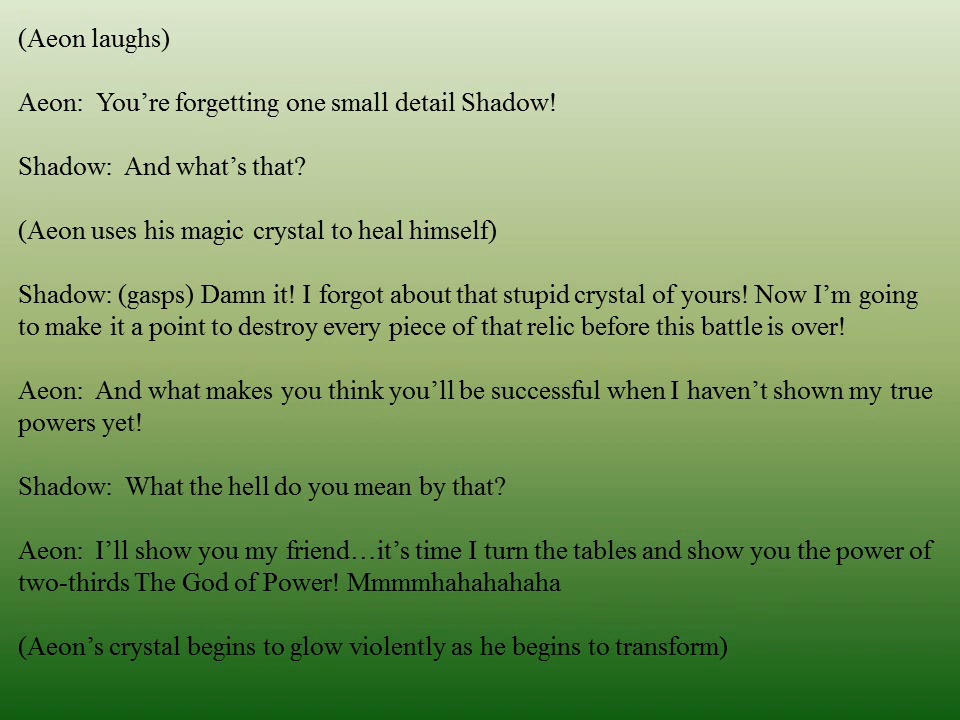 (Aeon laughs)
Aeon:  You’re forgetting one small detail Shadow!
Shadow:  And what’s that?
(Aeon uses his magic crystal to heal himself)
Shadow: (gasps) Damn it! I forgot about that stupid crystal of yours! Now I’m going
to make it a point to destroy every piece of that relic before this battle is over!
Aeon:  And what makes you think you’ll be successful when I haven’t shown my true
powers yet!
Shadow:  What the hell do you mean by that?
Aeon:  I’ll show you my friend…it’s time I turn the tables and show you the power of
two-thirds The God of Power! Mmmmhahahahaha
(Aeon’s crystal begins to glow violently as he begins to transform)